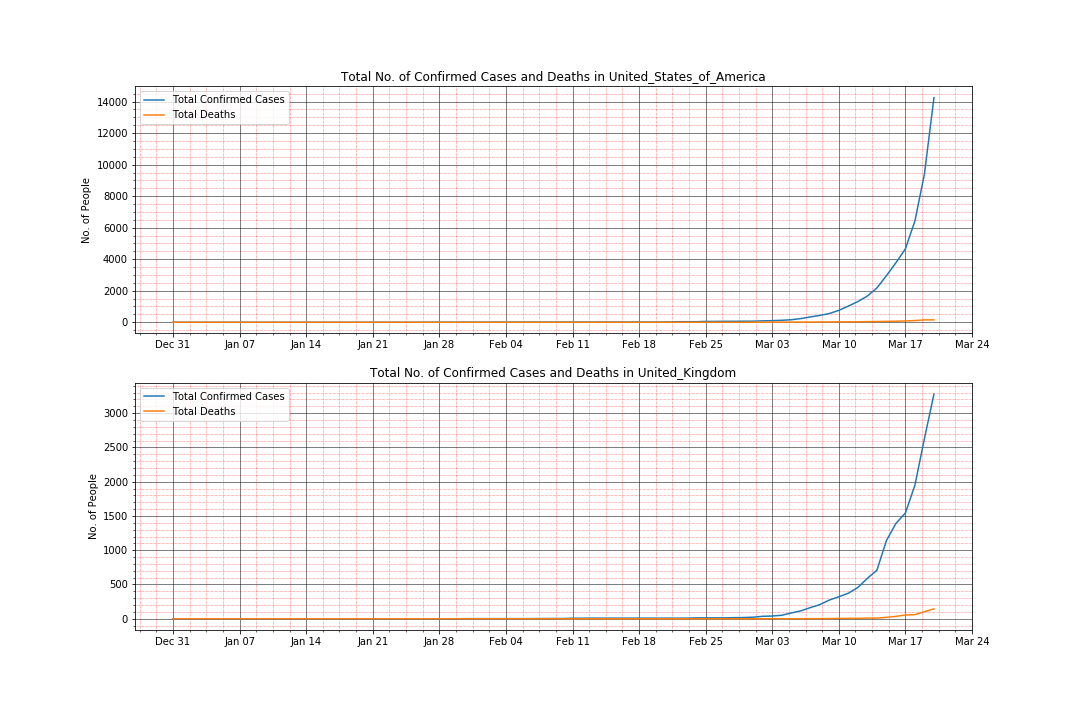 Total No. of Confirmed Cases and Deaths in United_States_of_America
Total Confirmed Cases
Total Deaths
No. of People
14000
12000
10000
8000
6000
4000
2000
0
Dec 31 Jan 07 Jan 14 Jan 21 Jan 28 Feb 04 Feb 11 Feb 18 Feb 25 Mar 03 Mar 10 Mar 17 Mar 24
Total No. of Confirmed Cases and Deaths in United_Kingdom
Total Confirmed Cases
Total Deaths
No. of People
3000
2500
2000
1500
1000
500
0
Dec 31 Jan 07 Jan 14 Jan 21 Jan 28 Feb 04 Feb 11 Feb 18 Feb 25 Mar 03 Mar 10 Mar 17 Mar 24